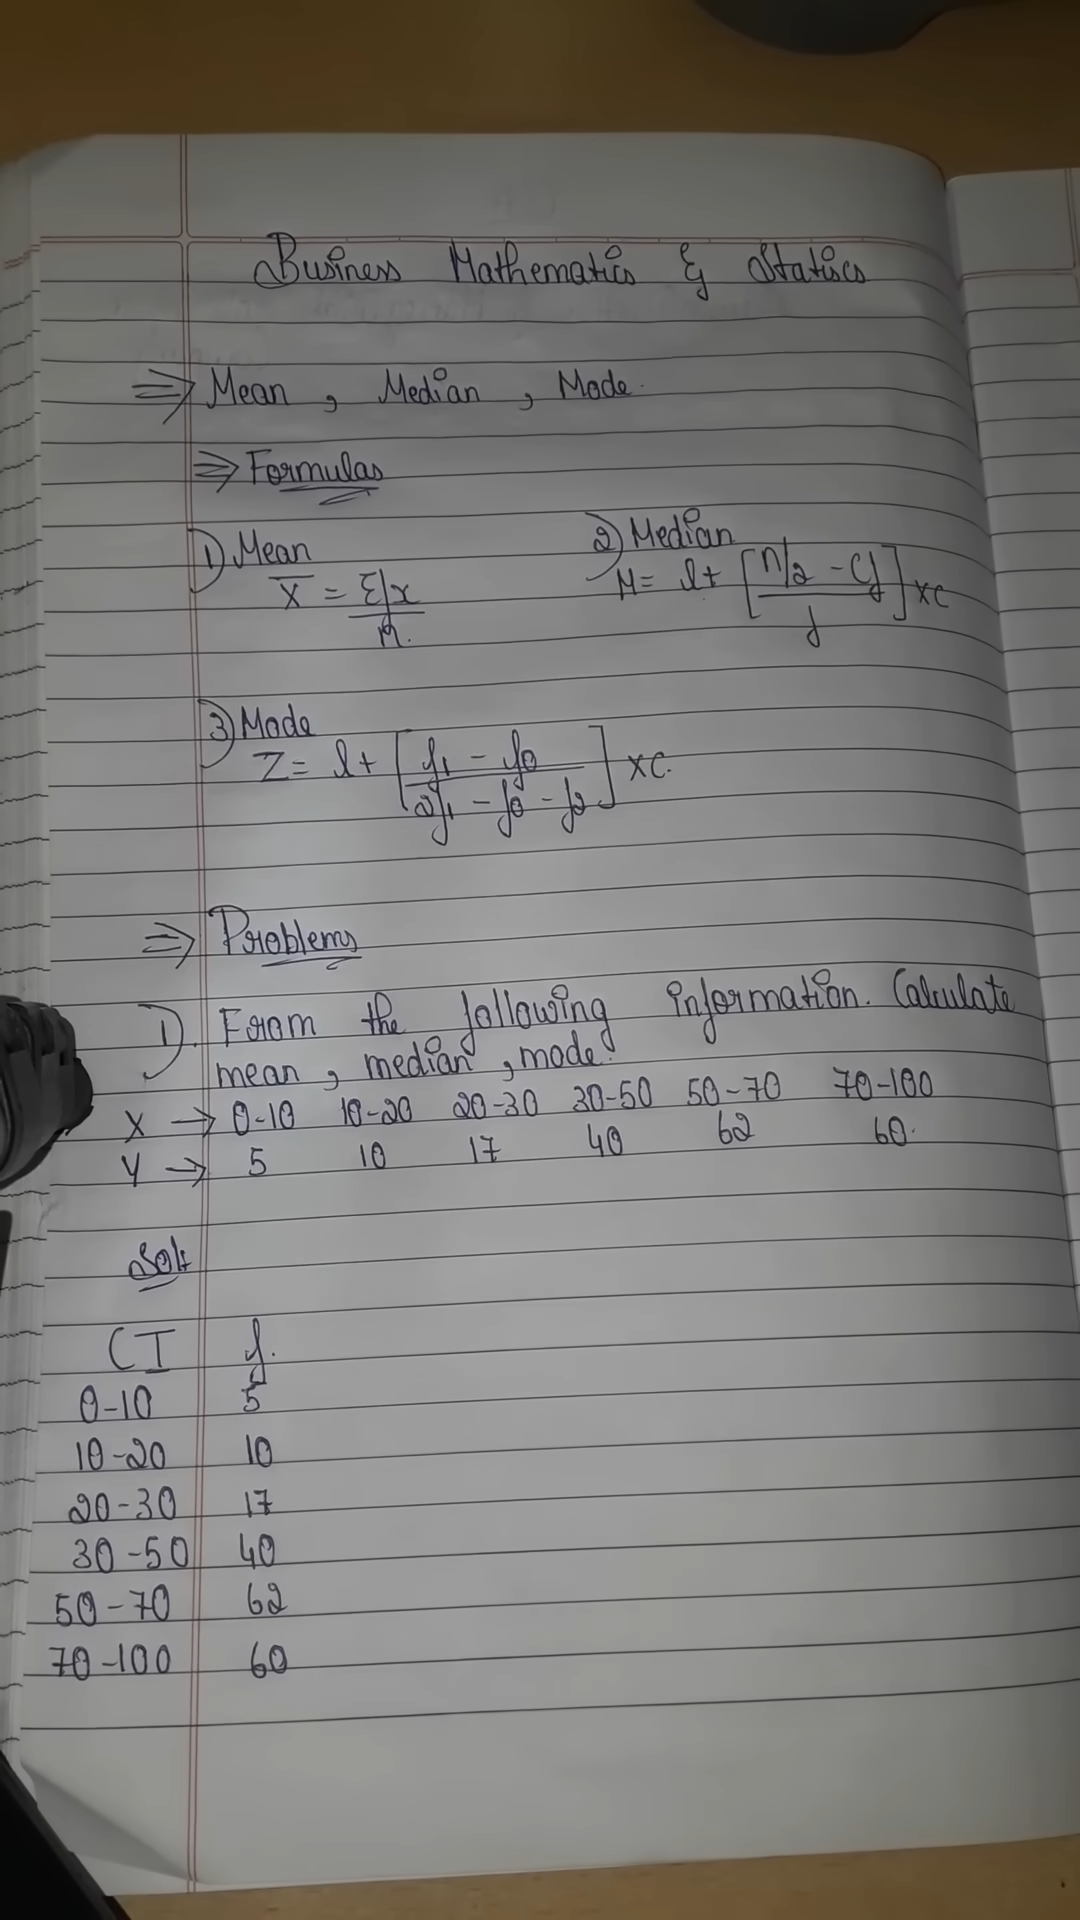 Business Mathematics & Statiscs
⇒ Mean, Median, Mode.
⇒ Formulas
1) Mean
X̄ = Σfx / n.
2) Median
M = l + [n/2 - Cf / f] xc
3) Mode
Z = l + [f1 - f0 / 2f1 - f0 - f2] xc.
⇒ Problems
1). From the following information. Calculate
mean, median, mode.
X → 0-10 10-20 20-30 30-50 50-70 70-100
Y → 5 10 17 40 62 60.
Sol:
CI f.
0-10 5
10-20 10
20-30 17
30-50 40
50-70 62
70-100 60